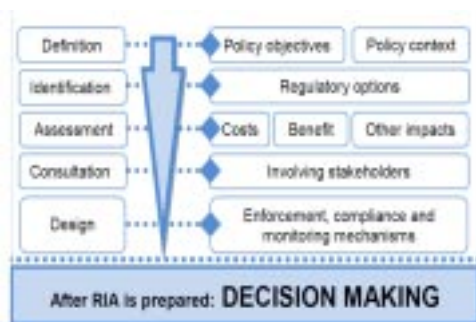 Definition
Policy objectives
Policy context
Identification
Regulatory options
Assessment
Costs
Benefit
Other impacts
Consultation
Involving stakeholders
Design
Enforcement, compliance and
monitoring mechanisms
After RIA is prepared: DECISION MAKING